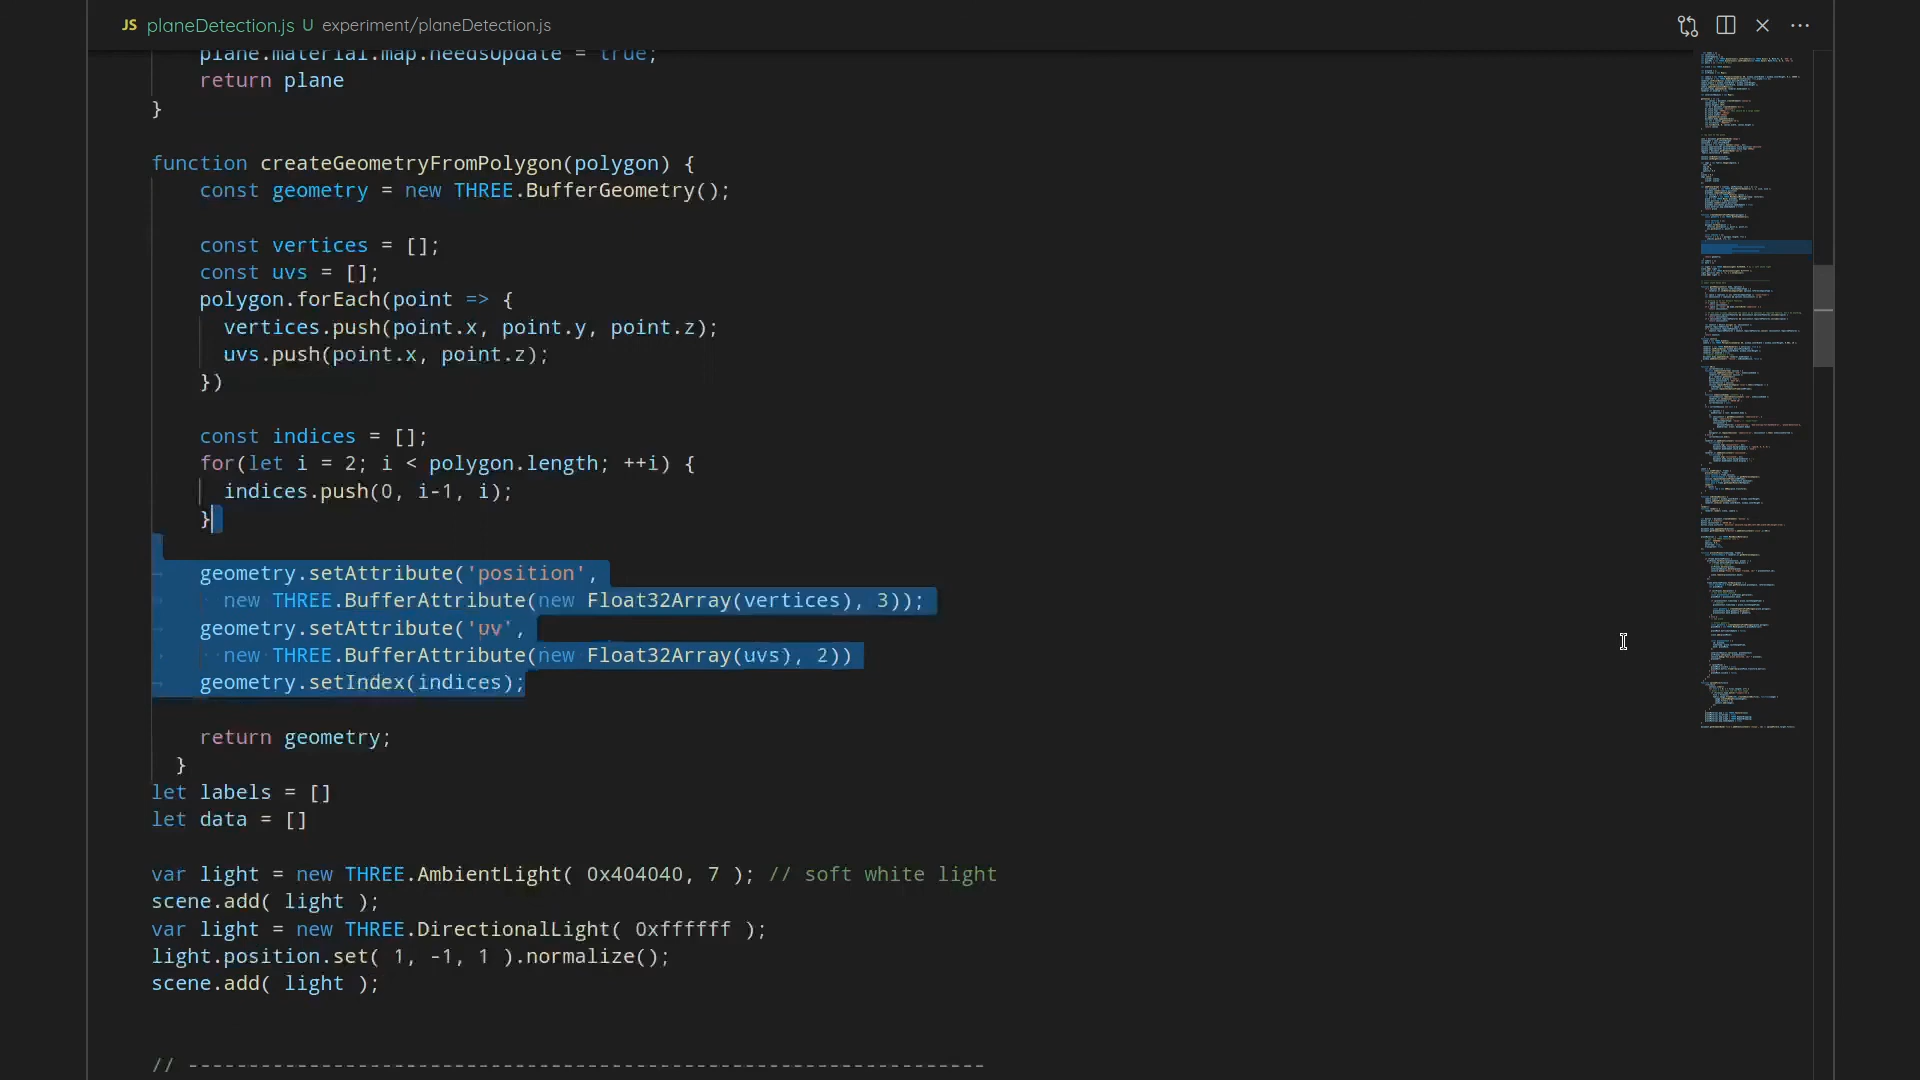 JS planeDetection.js U experiment/planeDetection.js
plane.material.map.needsUpdate = true;
return plane
}
function createGeometryFromPolygon(polygon) {
const geometry = new THREE.BufferGeometry();
const vertices = [];
const uvs = [];
polygon.forEach(point => {
vertices.push(point.x, point.y, point.z);
uvs.push(point.x, point.z);
})
const indices = [];
for(let i = 2; i < polygon.length; ++i) {
indices.push(0, i-1, i);
}
geometry.setAttribute('position',
new THREE.BufferAttribute(new Float32Array(vertices), 3));
geometry.setAttribute('uv',
new THREE.BufferAttribute(new Float32Array(uvs), 2))
geometry.setIndex(indices);
return geometry;
}
let labels = []
let data = []
var light = new THREE.AmbientLight( 0x404040, 7 ); // soft white light
scene.add( light );
var light = new THREE.DirectionalLight( 0xffffff );
light.position.set( 1, -1, 1 ).normalize();
scene.add( light );
// ------------------------------------------------------------------